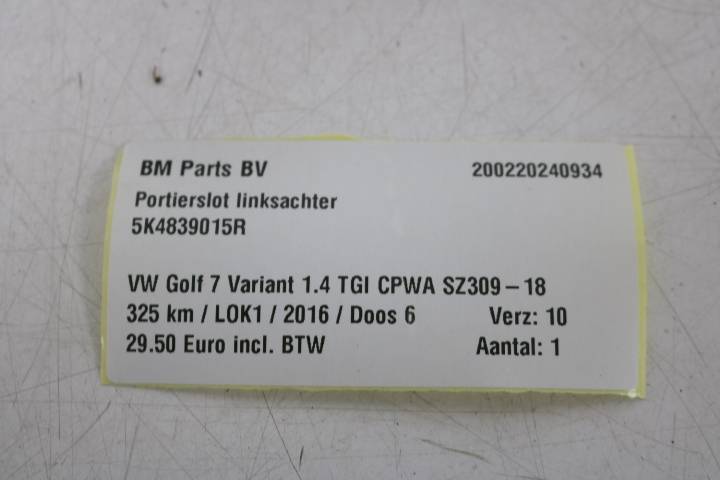 BM Parts BV 200220240934
Portierslot linksachter
5K4839015R
VW Golf 7 Variant 1.4 TGI CPWA SZ309-18
325 km / LOK1 / 2016 / Doos 6 Verz: 10
29.50 Euro incl. BTW Aantal: 1